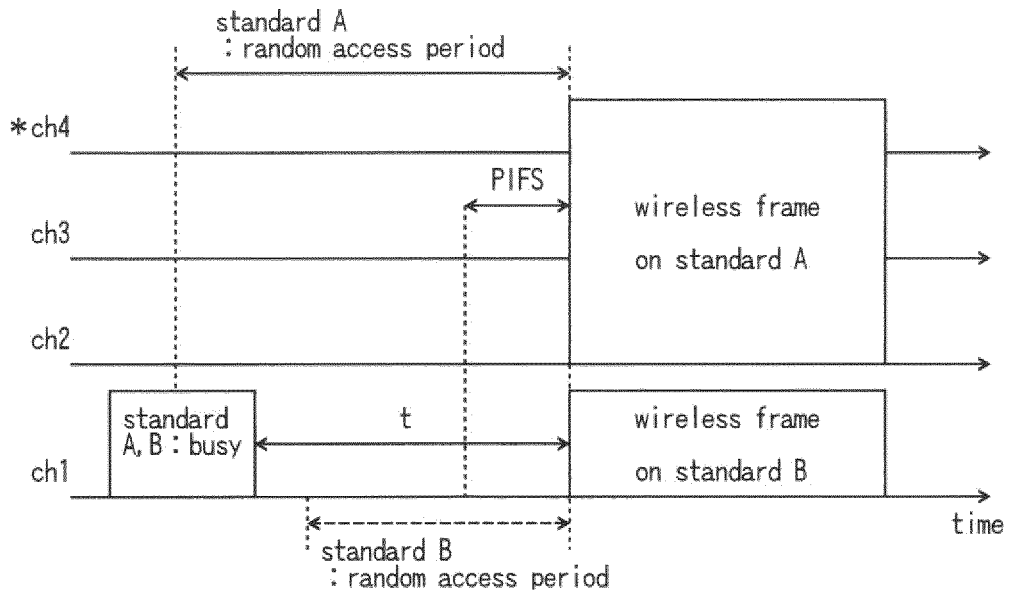 standard A
: random access period
*ch4
PIFS
ch3
wireless frame
on standard A
ch2
standard
A, B : busy
t
wireless frame
on standard B
ch1
time
standard B
: random access period